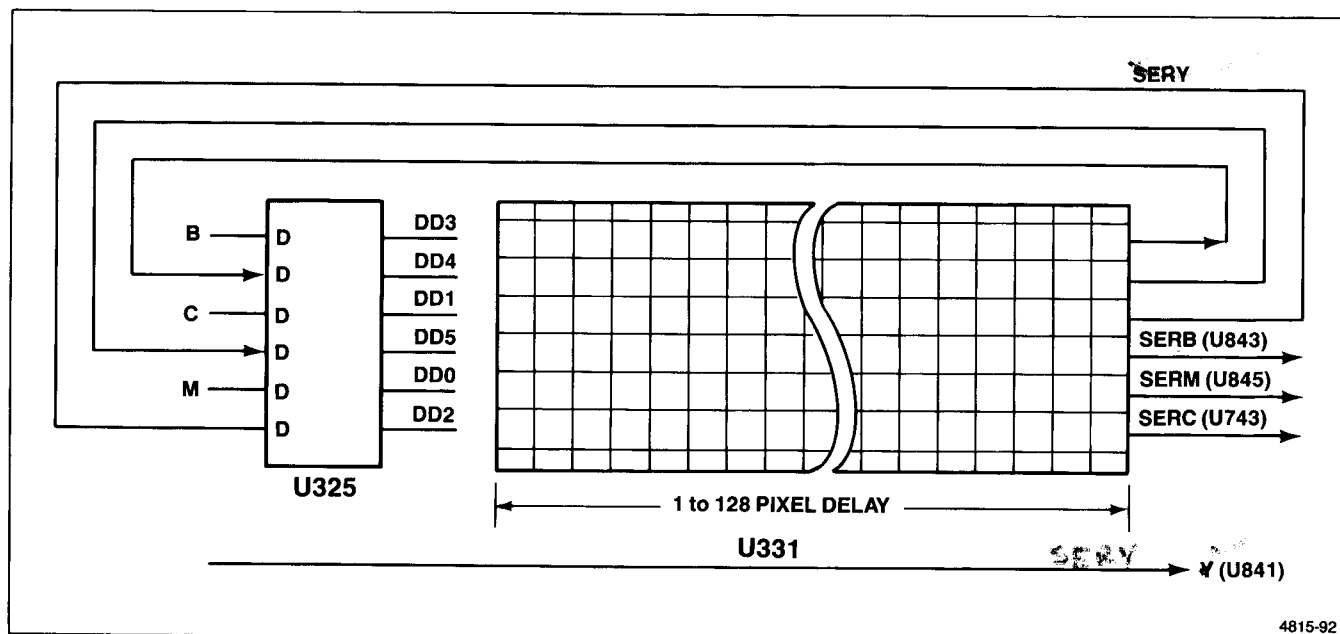 SERY
B D DD3
D DD4
C D DD1
D DD5
M D DD0
D DD2
SERB (U843)
SERM (U845)
SERC (U743)
U325
1 to 128 PIXEL DELAY
U331
SERY Y (U841)
4815-92